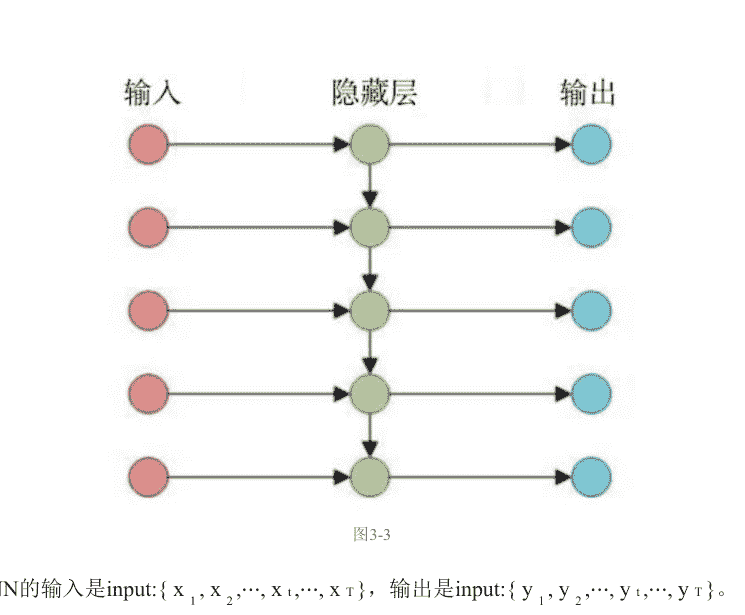 输入 隐藏层 输出
图3-3
NN的输入是input:{ x 1 , x 2 ,…, x t ,…, x T }，输出是input:{ y 1 , y 2 ,…, y t ,…, y T }。